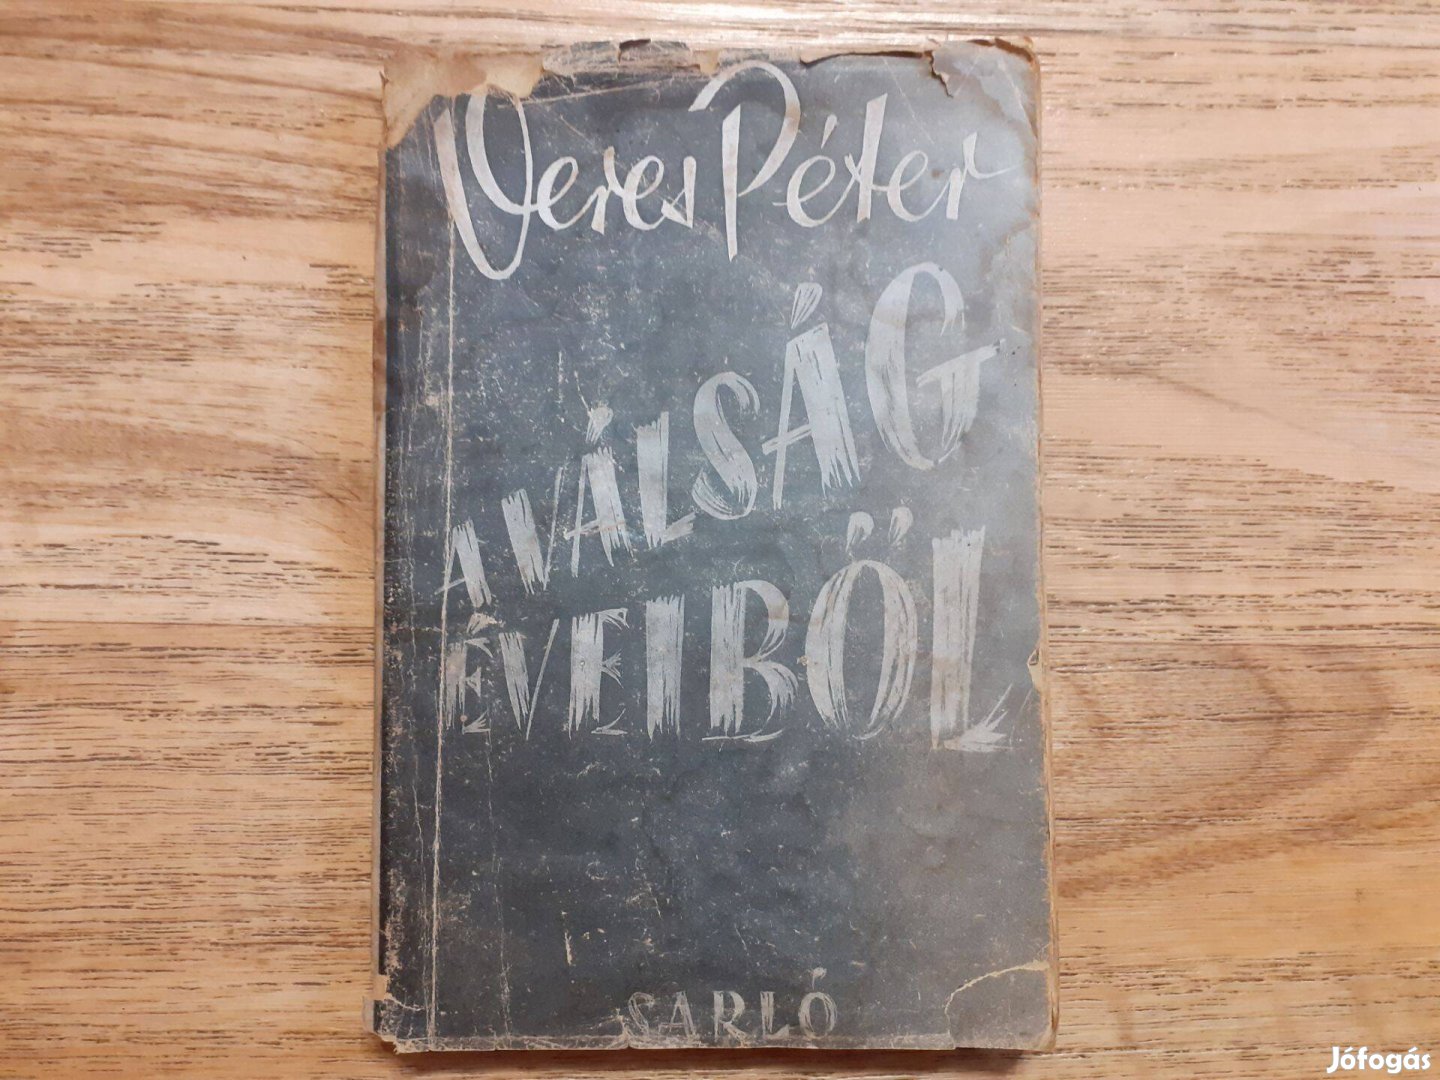 Veres Péter
A VÁLSÁG
ÉVEIBŐL
SARLÓ
Jófogás